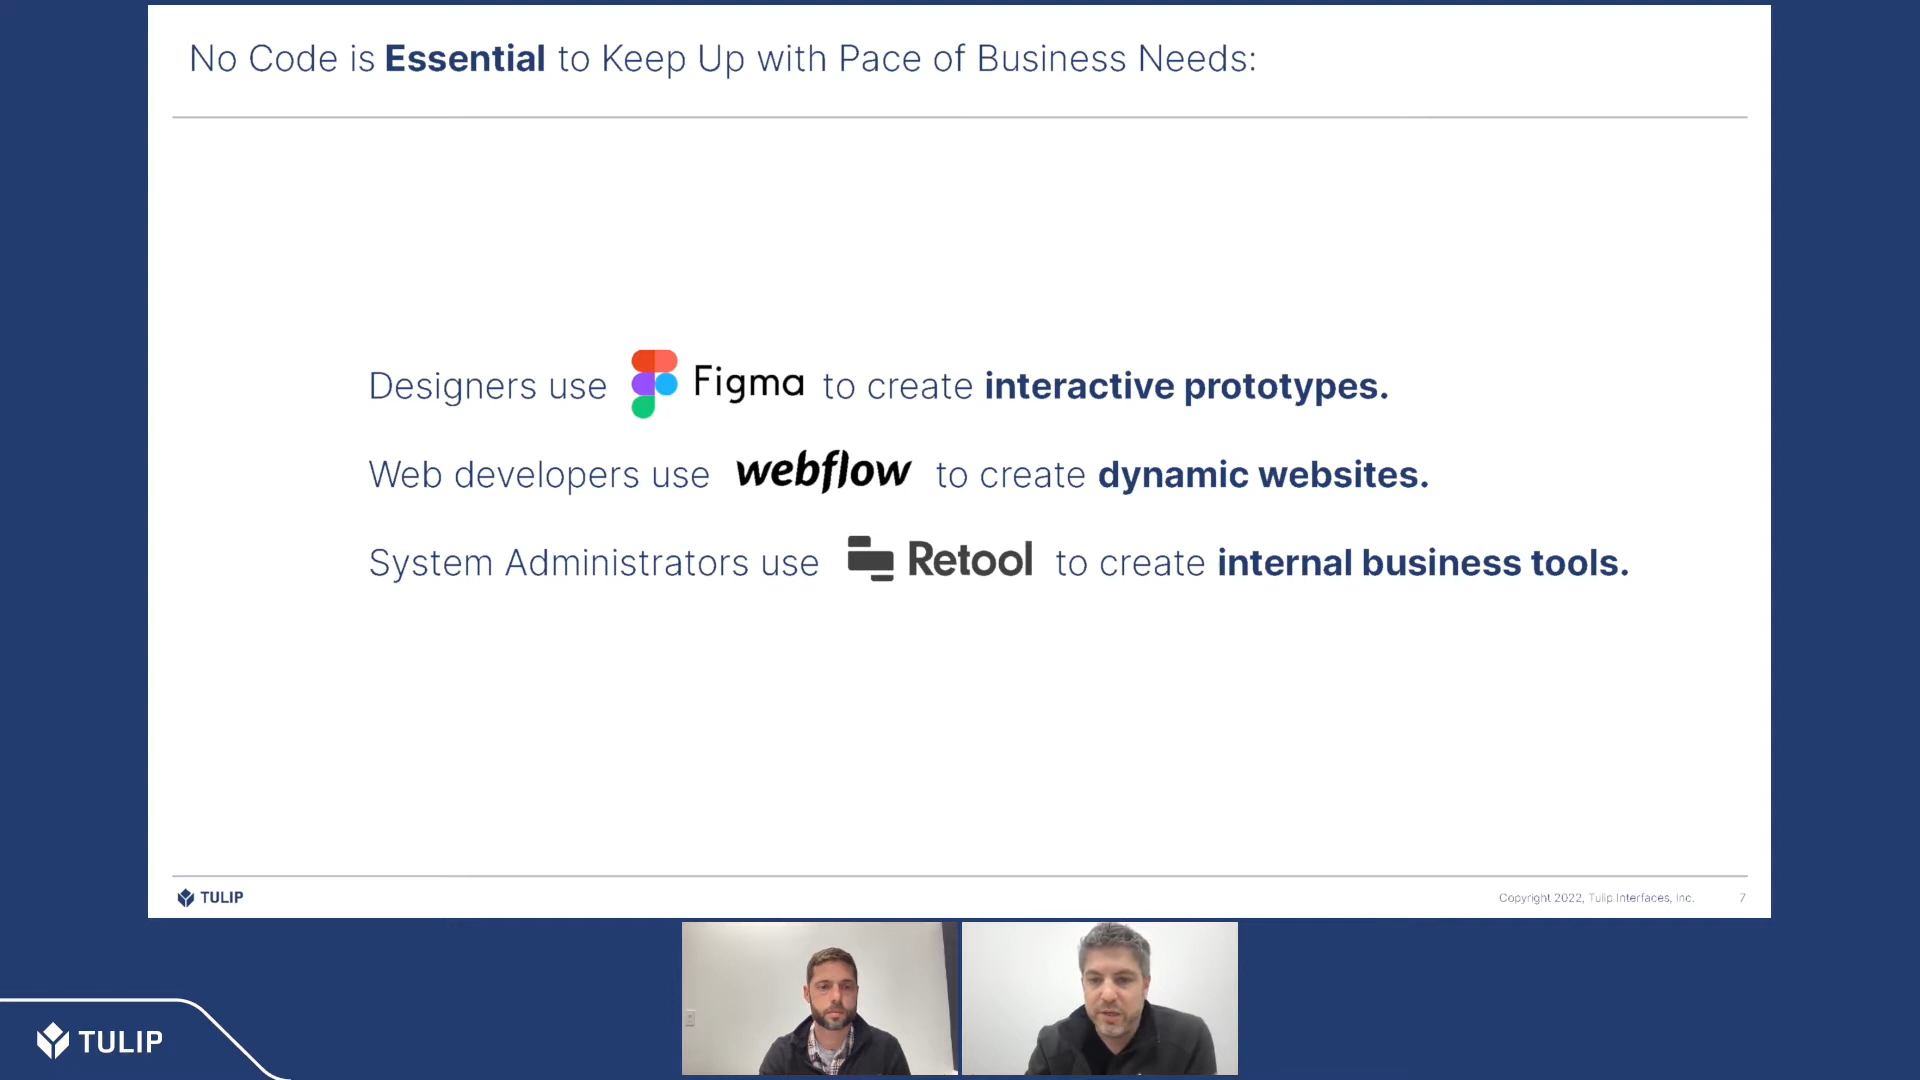 No Code is Essential to Keep Up with Pace of Business Needs:
Designers use Figma to create interactive prototypes.
Web developers use webflow to create dynamic websites.
System Administrators use Retool to create internal business tools.
TULIP
Copyright 2022, Tulip Interfaces, Inc.
7
TULIP